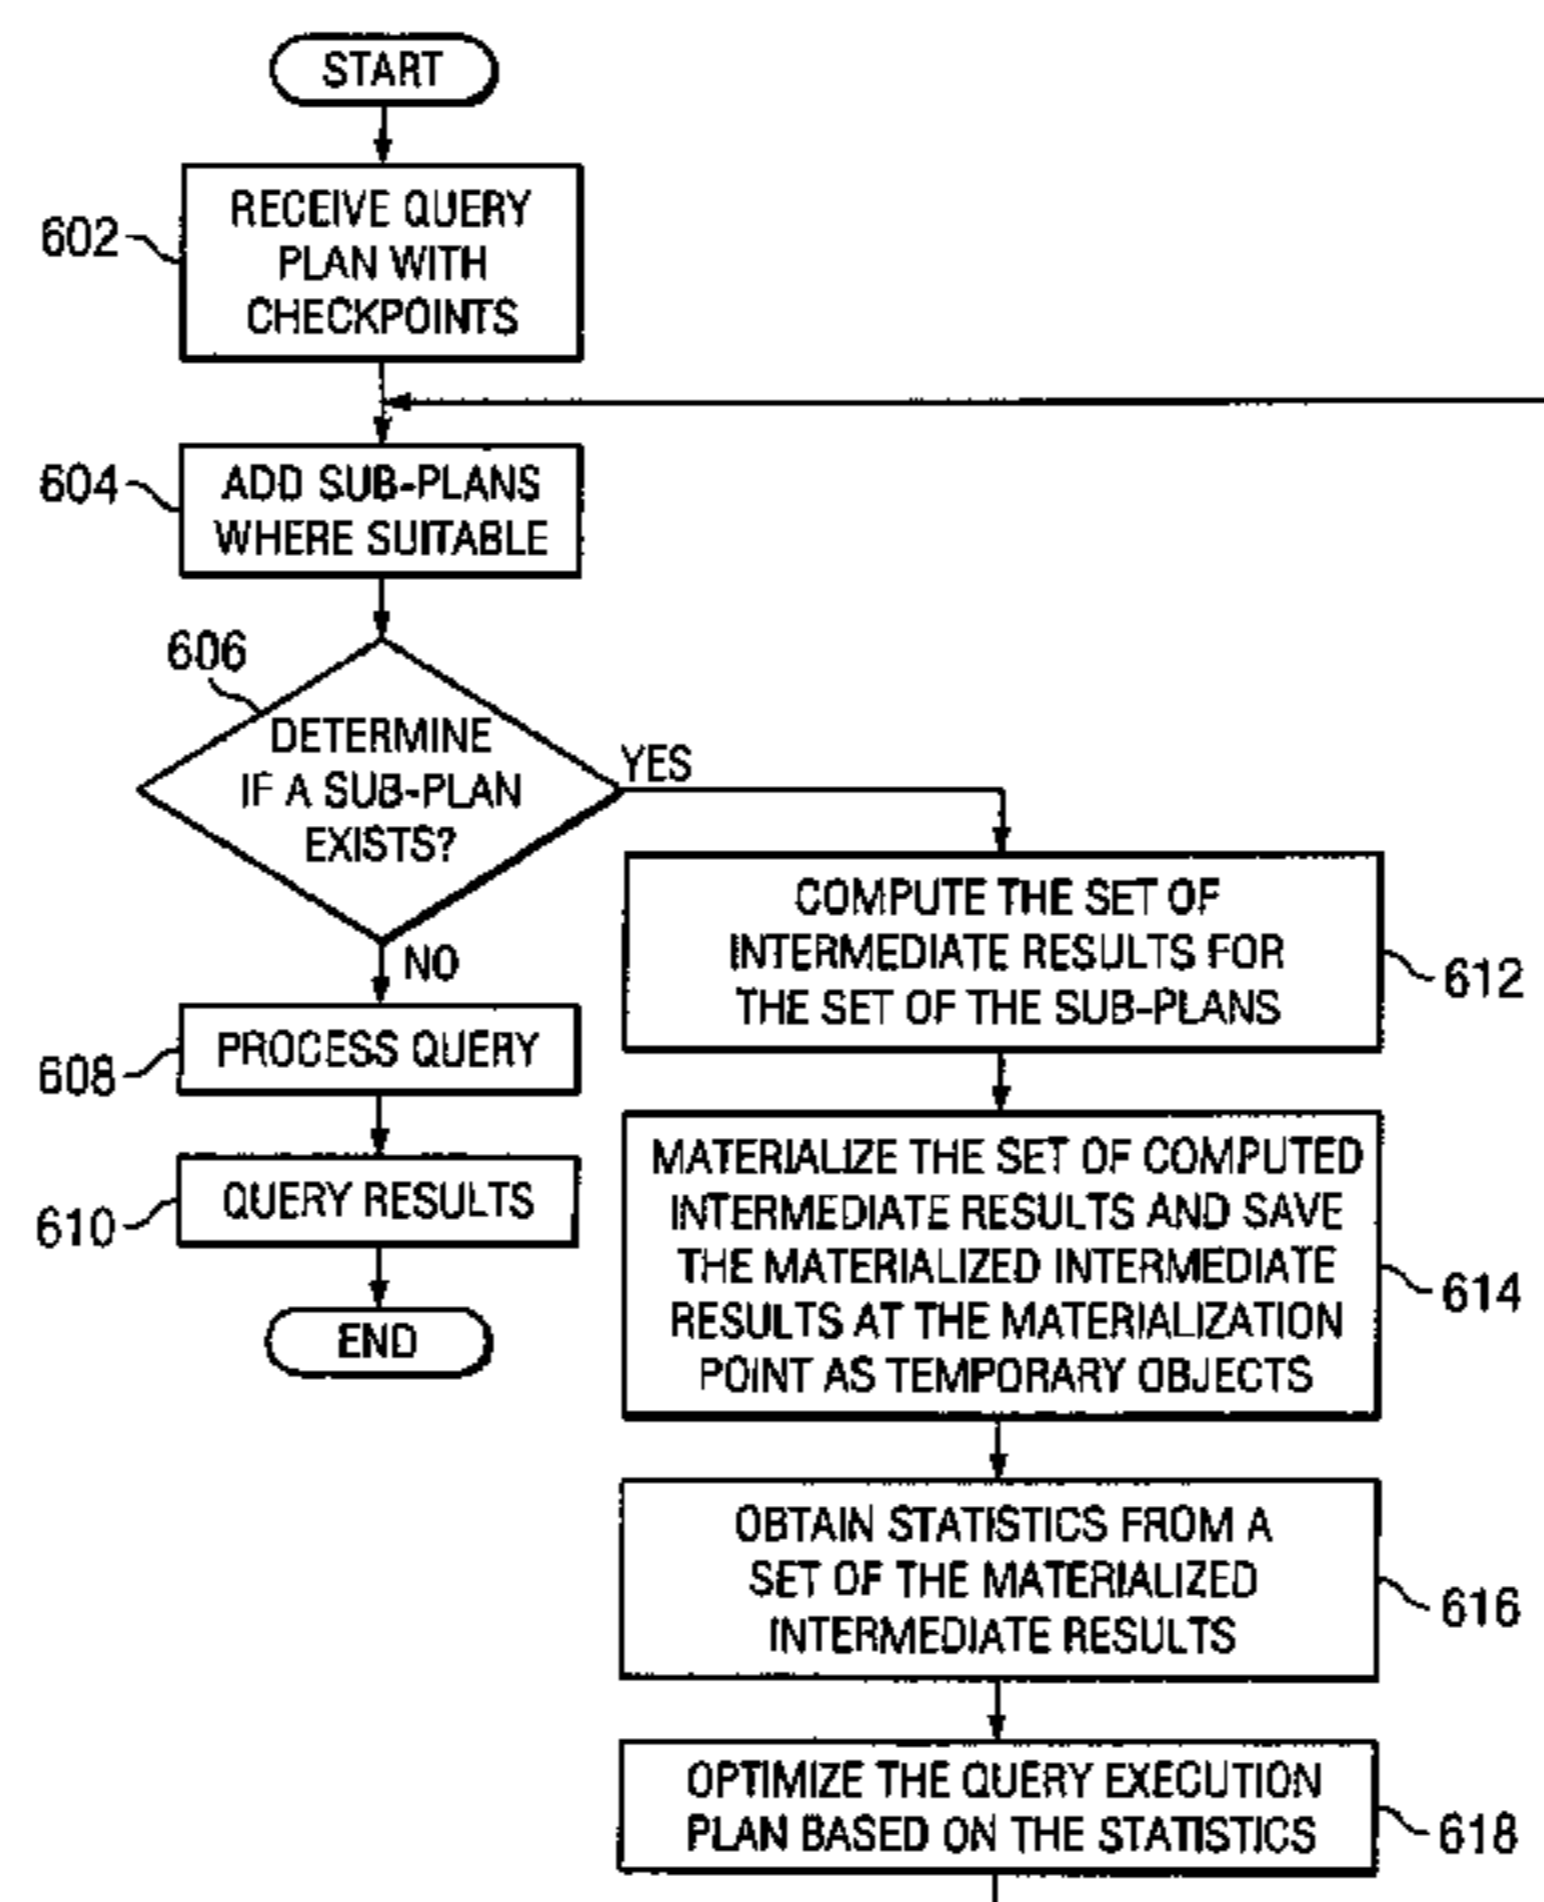 START
602
RECEIVE QUERY
PLAN WITH
CHECKPOINTS
604
ADD SUB-PLANS
WHERE SUITABLE
606
DETERMINE
IF A SUB-PLAN
EXISTS?
YES
NO
608
PROCESS QUERY
610
QUERY RESULTS
END
COMPUTE THE SET OF
INTERMEDIATE RESULTS FOR
THE SET OF THE SUB-PLANS
612
MATERIALIZE THE SET OF COMPUTED
INTERMEDIATE RESULTS AND SAVE
THE MATERIALIZED INTERMEDIATE
RESULTS AT THE MATERIALIZATION
POINT AS TEMPORARY OBJECTS
614
OBTAIN STATISTICS FROM A
SET OF THE MATERIALIZED
INTERMEDIATE RESULTS
616
OPTIMIZE THE QUERY EXECUTION
PLAN BASED ON THE STATISTICS
618